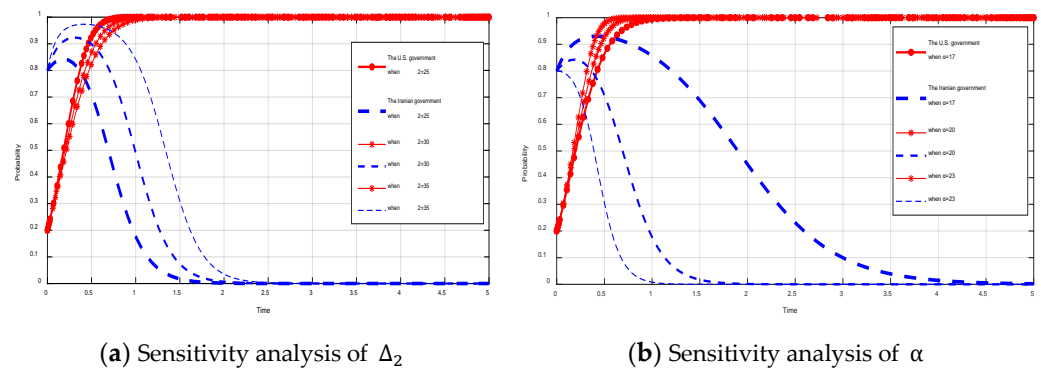 1
0.9
0.8
0.7
0.6
0.5
0.4
0.3
0.2
0.1
0
Probability
0
0.5
1
1.5
2
2.5
3
3.5
4
4.5
5
Time
The U.S. government
when 2=25
The Iranian government
when 2=25
when 2=30
when 2=30
when 2=35
when 2=35
(a) Sensitivity analysis of Δ₂
1
0.9
0.8
0.7
0.6
0.5
0.4
0.3
0.2
0.1
0
Probability
0
0.5
1
1.5
2
2.5
3
3.5
4
4.5
5
Time
The U.S. government
when α=17
The Iranian government
when α=17
when α=20
when α=20
when α=23
when α=23
(b) Sensitivity analysis of α